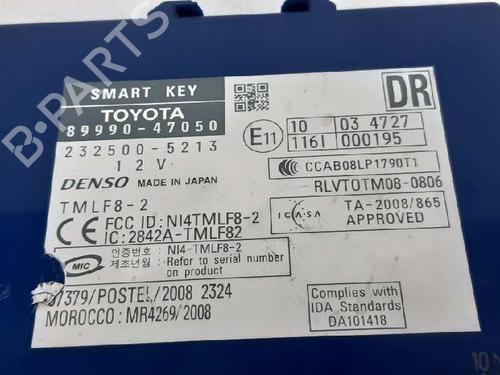 B-PARTS
SMART KEY
TOYOTA
89990-47050
232500-5213
12V
DENSO MADE IN JAPAN
TMLF8-2
CE FCC ID: NI4TMLF8-2
IC:2842A-TMLF82
MIC
인증번호 : NI4-TMLF8-2
제조년월 : Refer to serial number
on product
37379/POSTEL/2008 2324
MOROCCO: MR4269/2008
DR
E11
10 03 4727
116I 000195
CCAB08LP1790T1
RLVTOTM08-0806
ICASA
TA-2008/865
APPROVED
Complies with
IDA Standards
DA101418